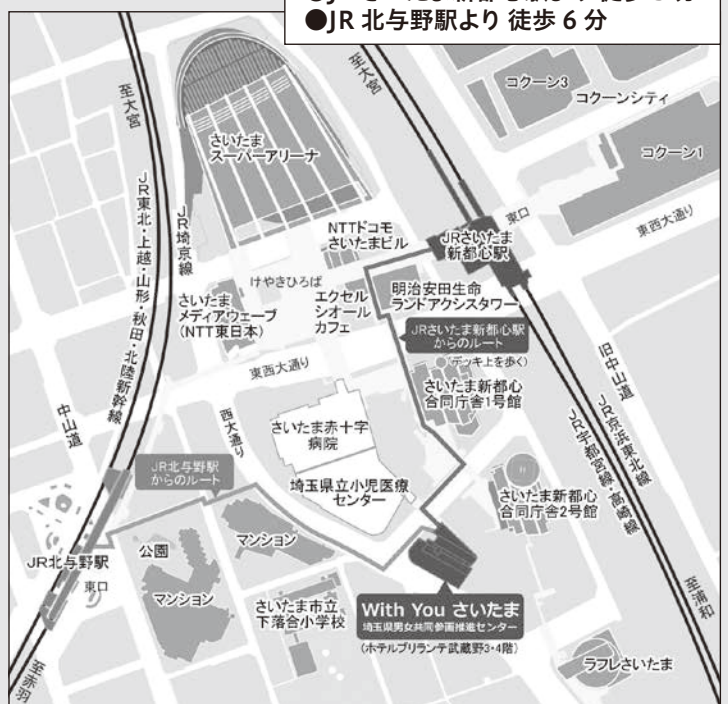 ●JR 北与野駅より 徒歩 6 分
至大宮
至大宮
コクーン3
コクーンシティ
コクーン1
さいたま
スーパーアリーナ
JR東北・上越・山形・秋田・北陸新幹線
JR埼京線
NTTドコモ
さいたまビル
JRさいたま
新都心駅
東口
東西大通り
けやきひろば
さいたま
メディアウェーブ
(NTT東日本)
エクセル
シオール
カフェ
明治安田生命
ランドアクシスタワー
JRさいたま新都心駅
からのルート
(デッキ上を歩く)
東西大通り
さいたま新都心
合同庁舎1号館
旧中山道
JR京浜東北線
JR宇都宮線・高崎線
中山道
西大通り
さいたま赤十字
病院
JR北与野駅
からのルート
埼玉県立小児医療
センター
H
さいたま新都心
合同庁舎2号館
JR北与野駅
東口
公園
マンション
マンション
さいたま市立
下落合小学校
With You さいたま
埼玉県男女共同参画推進センター
(ホテルブリランテ武蔵野3・4階)
至浦和
ラフレさいたま
至赤羽